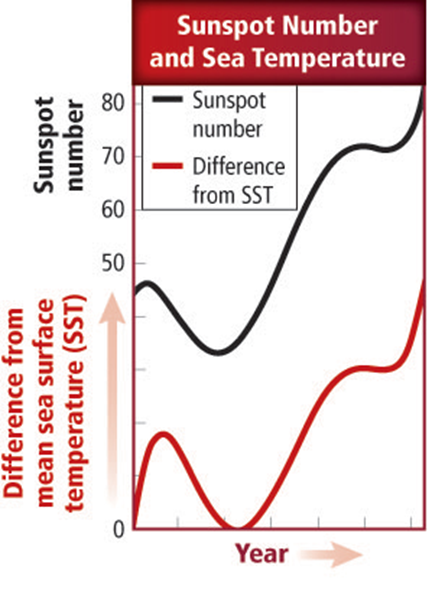 Sunspot Number
and Sea Temperature
Sunspot
number
80
70
60
50
0
Sunspot
number
Difference
from SST
Difference from
mean sea surface
temperature (SST)
Year